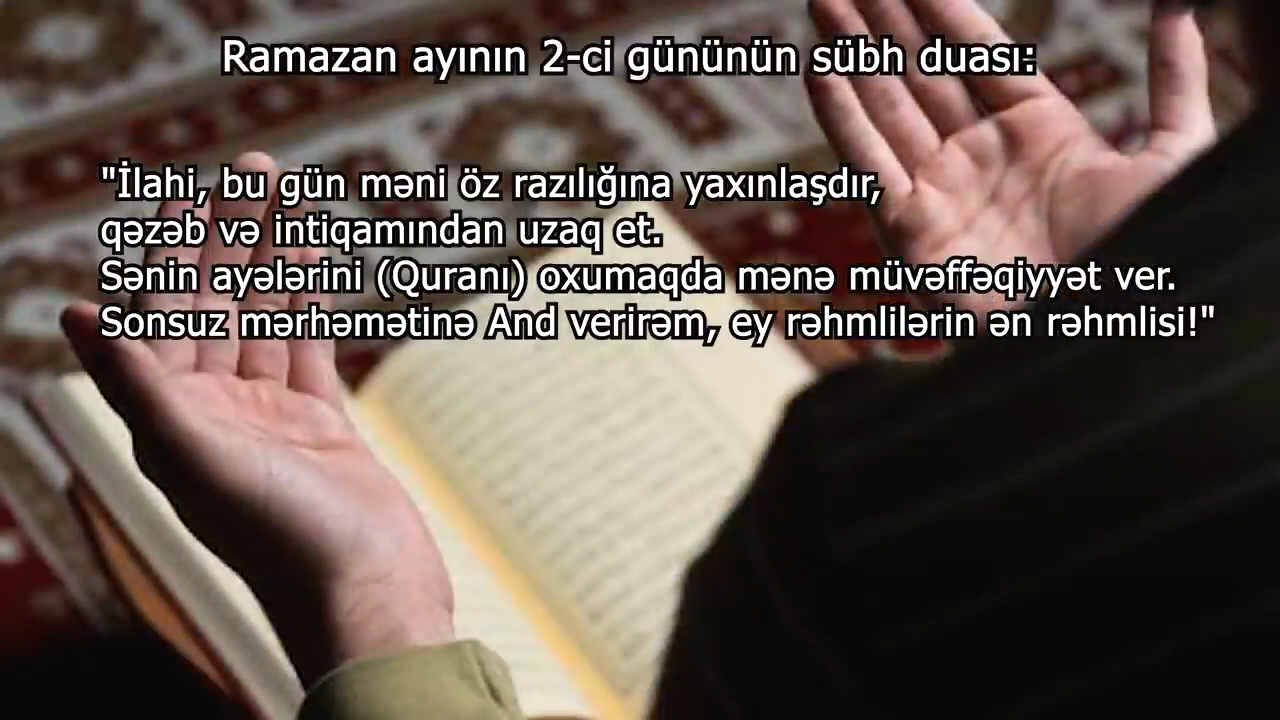 Ramazan ayının 2-ci gününün sübh duası:
"İlahi, bu gün məni öz razılığına yaxınlaşdır,
qəzəb və intiqamından uzaq et.
Sənin ayələrini (Quranı) oxumaqda mənə müvəffəqiyyət ver.
Sonsuz mərhəmətinə And verirəm, ey rəhmlilərin ən rəhmlisi!"